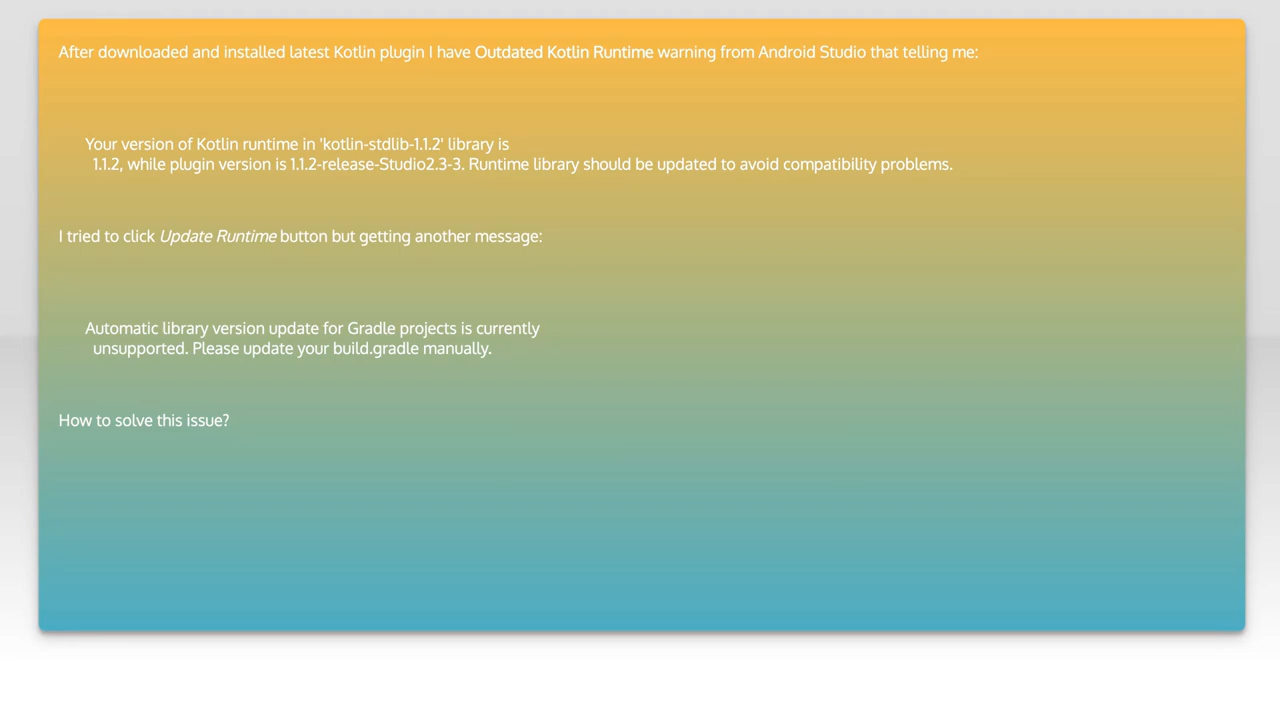 After downloaded and installed latest Kotlin plugin I have Outdated Kotlin Runtime warning from Android Studio that telling me:
Your version of Kotlin runtime in 'kotlin-stdlib-1.1.2' library is
1.1.2, while plugin version is 1.1.2-release-Studio2.3-3. Runtime library should be updated to avoid compatibility problems.
I tried to click Update Runtime button but getting another message:
Automatic library version update for Gradle projects is currently
unsupported. Please update your build.gradle manually.
How to solve this issue?